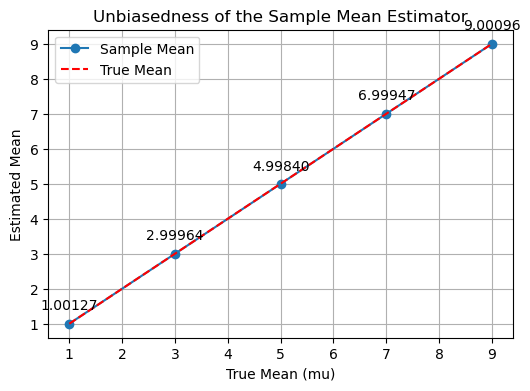 Unbiasedness of the Sample Mean Estimator
9.00096
Sample Mean
True Mean
6.99947
4.99840
2.99964
1.00127
9
8
7
6
5
4
3
2
1
Estimated Mean
1 2 3 4 5 6 7 8 9
True Mean (mu)